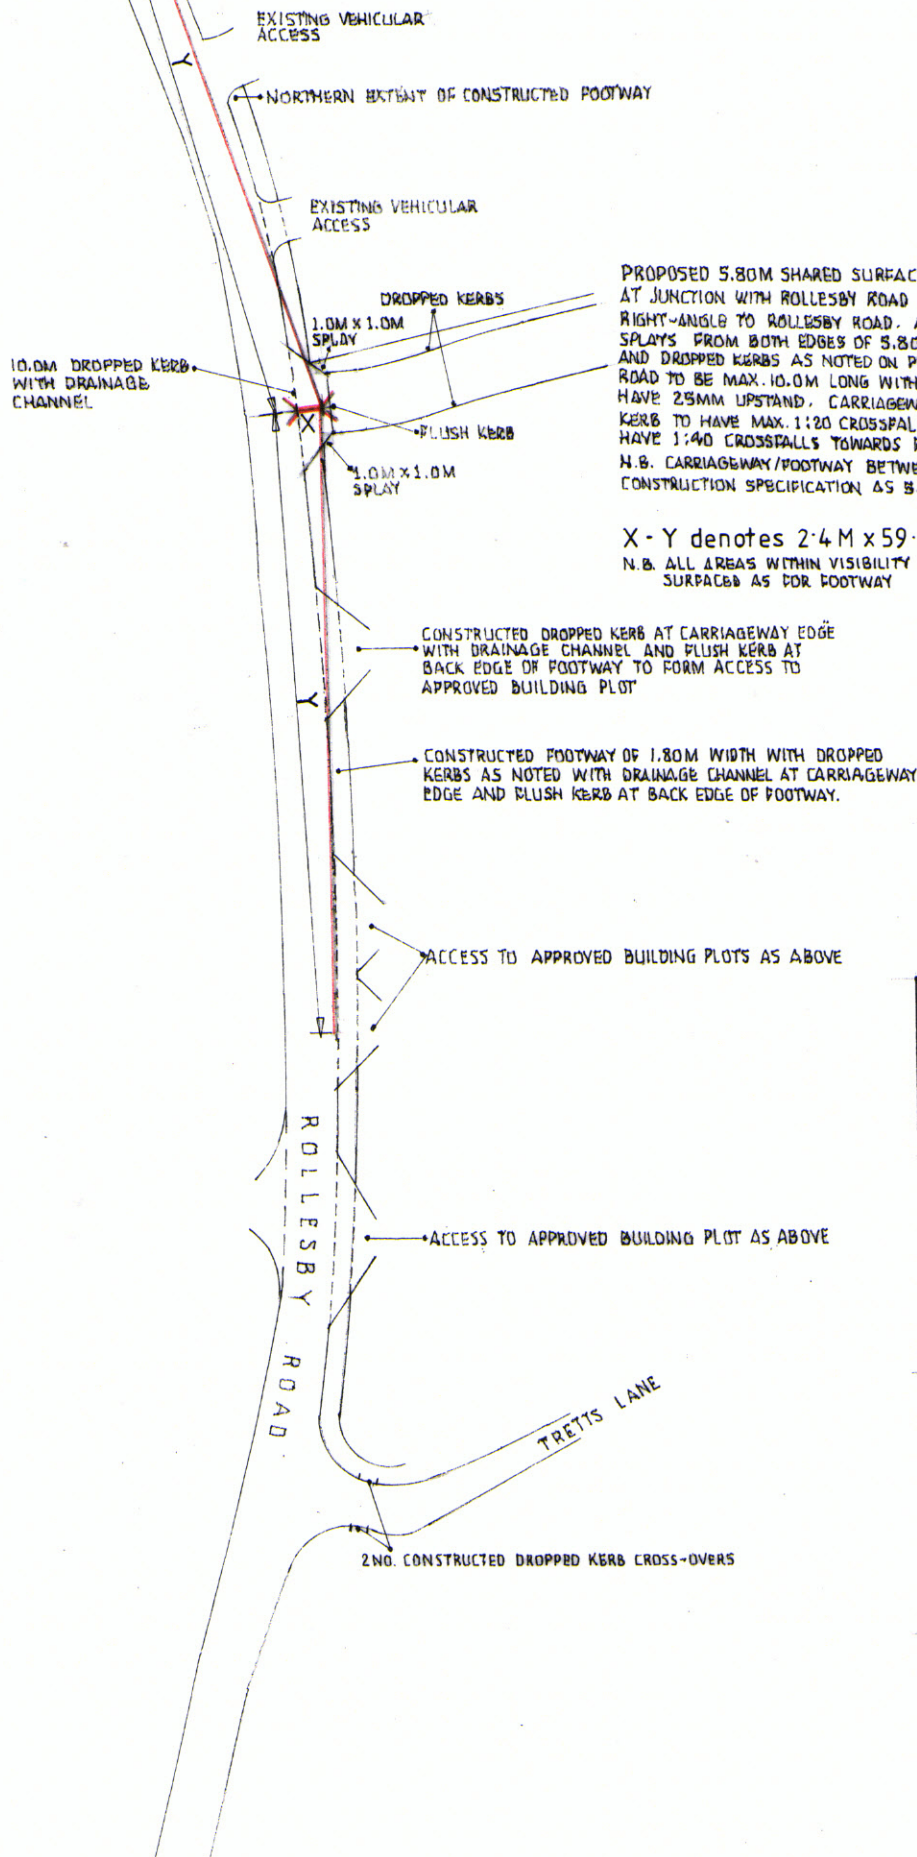 EXISTING VEHICULAR
ACCESS
Y
NORTHERN EXTENT OF CONSTRUCTED FOOTWAY
EXISTING VEHICULAR
ACCESS
DROPPED KERBS
1.0M X 1.0M
SPLAY
10.0M DROPPED KERB
WITH DRAINAGE
CHANNEL
X
FLUSH KERB
1.0M X 1.0M
SPLAY
PROPOSED 5.80M SHARED SURFAC
AT JUNCTION WITH ROLLESBY ROAD
RIGHT-ANGLE TO ROLLESBY ROAD.
SPLAYS FROM BOTH EDGES OF 5.80
AND DROPPED KERBS AS NOTED ON
ROAD TO BE MAX. 10.0M LONG WITH
HAVE 25MM UPSTAND. CARRIAGEW
KERB TO HAVE MAX. 1:20 CROSSFAL
HAVE 1:40 CROSSFALLS TOWARDS
N.B. CARRIAGEWAY/FOOTWAY BETWE
CONSTRUCTION SPECIFICATION AS
X - Y denotes 2·4 M x 59·
N.B. ALL AREAS WITHIN VISIBILITY
SURFACED AS FOR FOOTWAY
CONSTRUCTED DROPPED KERB AT CARRIAGEWAY EDGE
WITH DRAINAGE CHANNEL AND FLUSH KERB AT
BACK EDGE OF FOOTWAY TO FORM ACCESS TO
APPROVED BUILDING PLOT
Y
CONSTRUCTED FOOTWAY OF 1.80M WIDTH WITH DROPPED
KERBS AS NOTED WITH DRAINAGE CHANNEL AT CARRIAGEWAY
EDGE AND FLUSH KERB AT BACK EDGE OF FOOTWAY.
ACCESS TO APPROVED BUILDING PLOTS AS ABOVE
ROLLESBY ROAD
ACCESS TO APPROVED BUILDING PLOT AS ABOVE
TRETTS LANE
2NO. CONSTRUCTED DROPPED KERB CROSS-OVERS